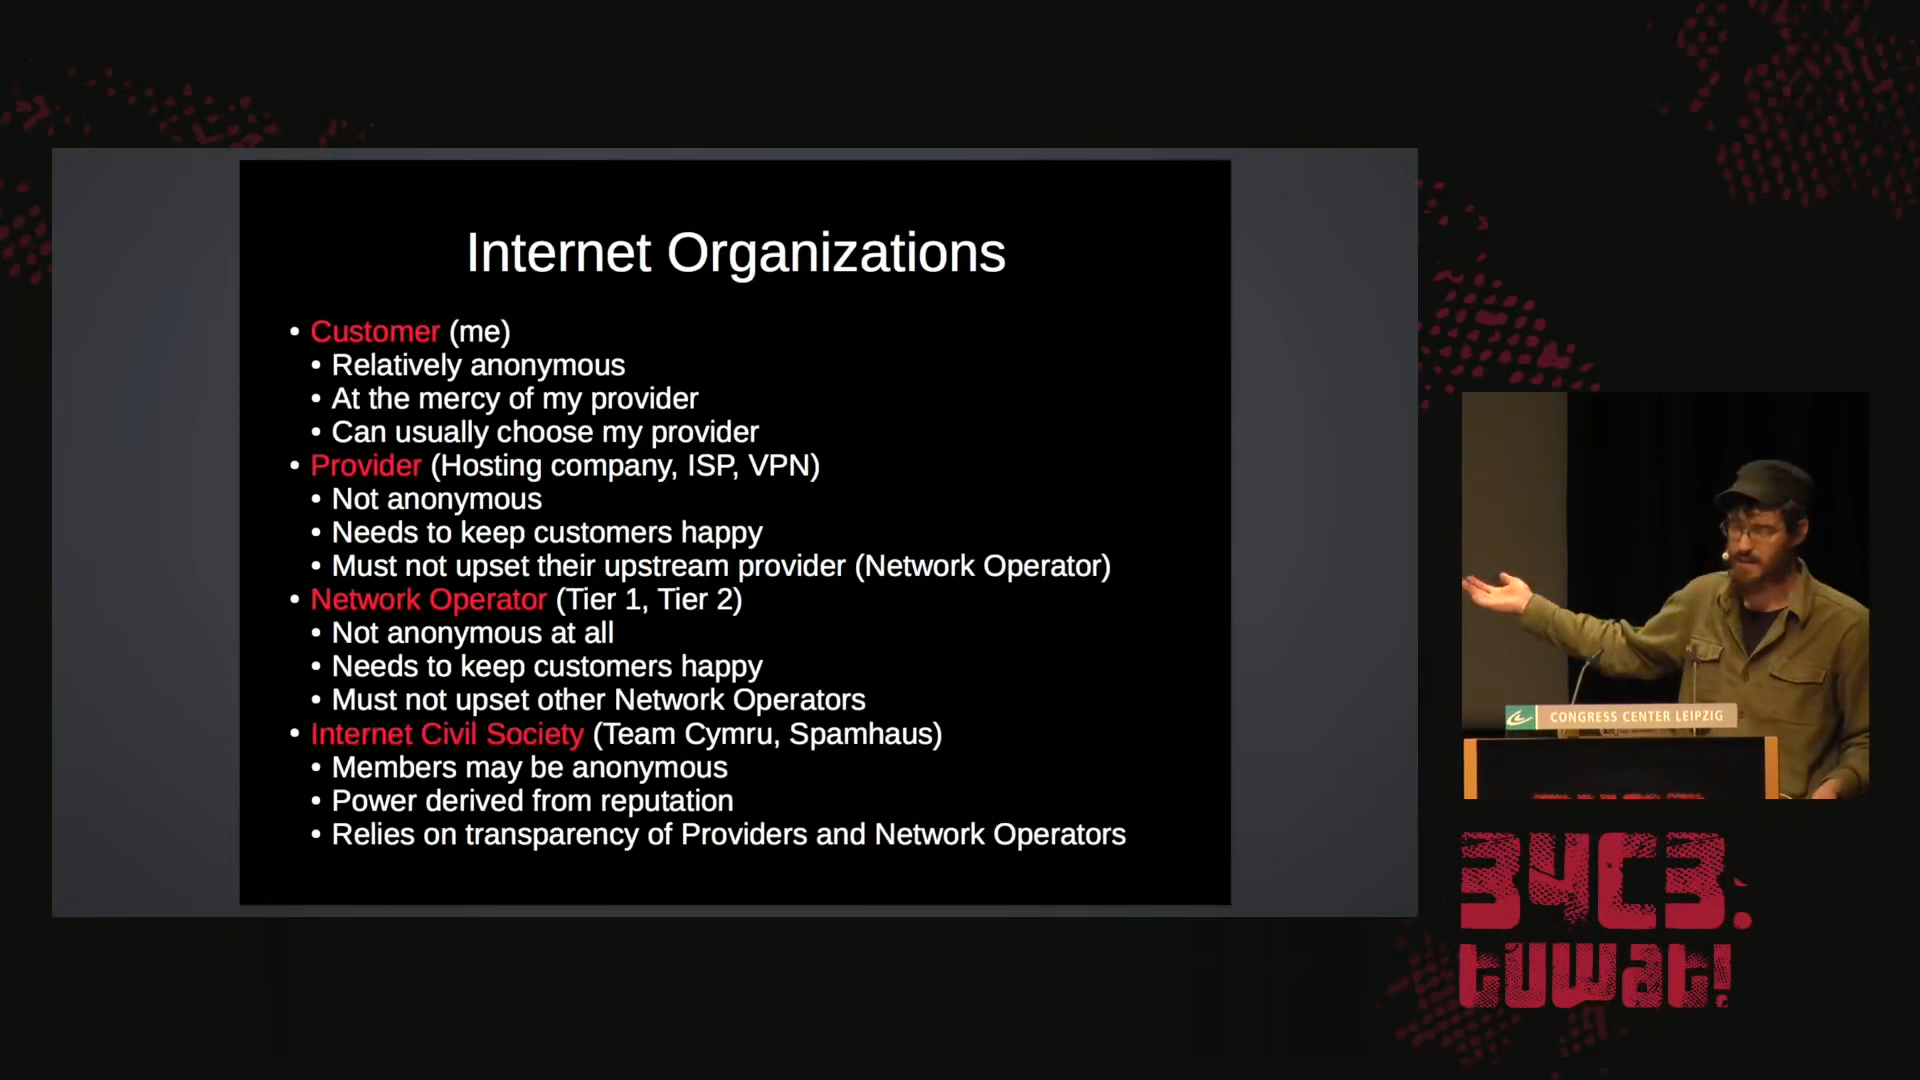 Internet Organizations
• Customer (me)
• Relatively anonymous
• At the mercy of my provider
• Can usually choose my provider
• Provider (Hosting company, ISP, VPN)
• Not anonymous
• Needs to keep customers happy
• Must not upset their upstream provider (Network Operator)
• Network Operator (Tier 1, Tier 2)
• Not anonymous at all
• Needs to keep customers happy
• Must not upset other Network Operators
• Internet Civil Society (Team Cymru, Spamhaus)
• Members may be anonymous
• Power derived from reputation
• Relies on transparency of Providers and Network Operators
CONGRESS CENTER LEIPZIG
34C3.
tuwat!